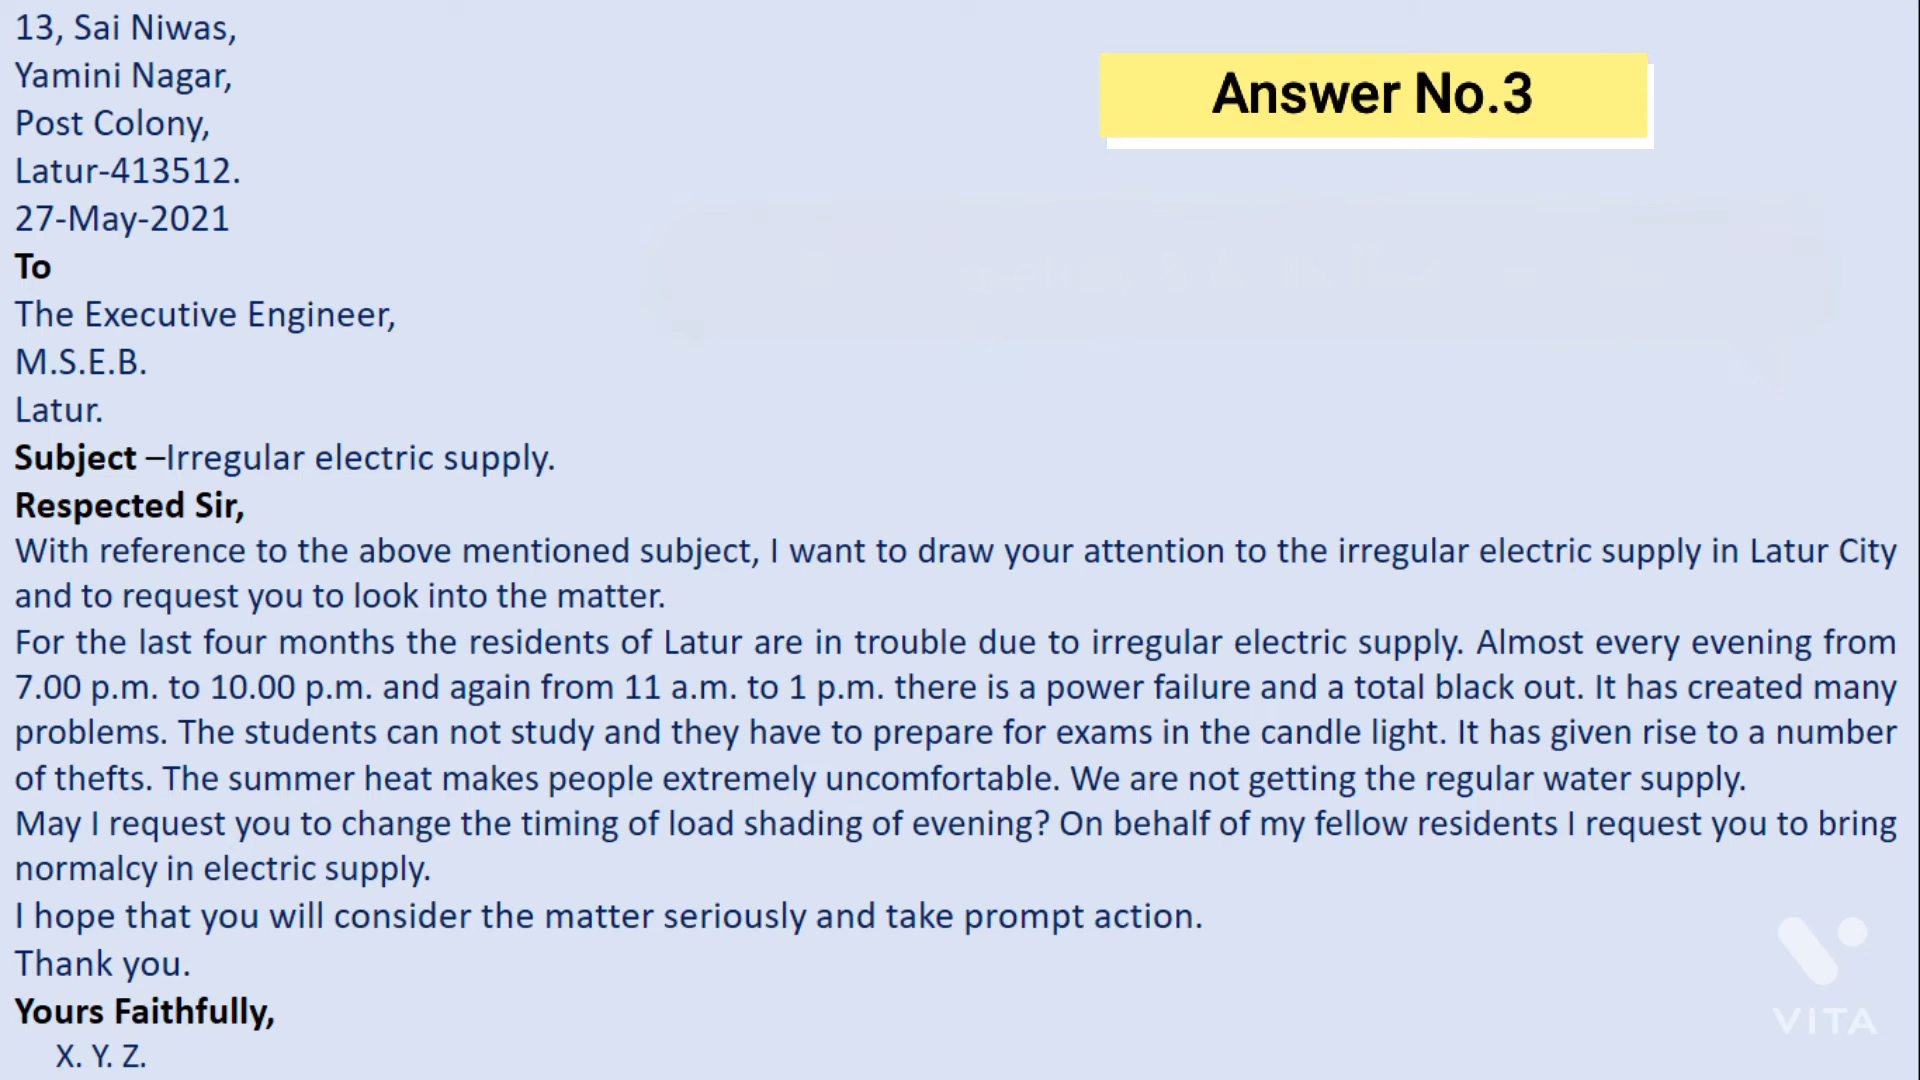 13, Sai Niwas,
Yamini Nagar,
Post Colony,
Latur-413512.
27-May-2021
Answer No.3
To
The Executive Engineer,
M.S.E.B.
Latur.
Subject –Irregular electric supply.
Respected Sir,
With reference to the above mentioned subject, I want to draw your attention to the irregular electric supply in Latur City
and to request you to look into the matter.
For the last four months the residents of Latur are in trouble due to irregular electric supply. Almost every evening from
7.00 p.m. to 10.00 p.m. and again from 11 a.m. to 1 p.m. there is a power failure and a total black out. It has created many
problems. The students can not study and they have to prepare for exams in the candle light. It has given rise to a number
of thefts. The summer heat makes people extremely uncomfortable. We are not getting the regular water supply.
May I request you to change the timing of load shading of evening? On behalf of my fellow residents I request you to bring
normalcy in electric supply.
I hope that you will consider the matter seriously and take prompt action.
Thank you.
Yours Faithfully,
X. Y. Z.
VITA